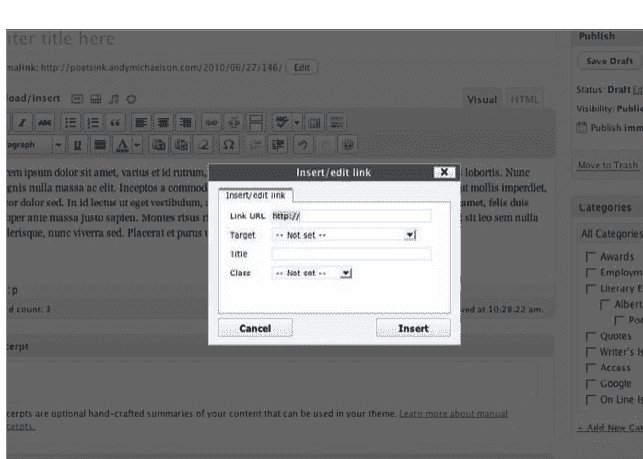 nter title here
malink: http://poetsink.andymichaelson.com/2010/06/27/146/ Edit
load/Insert
Visual HTML
agraph
rem ipsum dolor sit amet, varius et id rutrum, lobortis. Nunc
gnis nulla massa ac elit. Inceptos a commod ut mollis imperdiet,
or dolor sed. In id lectus ut eget vestibulum, amet, felis duis
per ante massa justo sapien. Montes risus sit leo sem nulla
lerisque, nunc viverra sed. Placerat et purus
: p
d count: ved at 10:28:22 am.
cerpt
cerpts are optional hand-crafted summaries of your content that can be used in your theme. Learn more about manual
cerpts.
Insert/edit link X
Insert/edit link
Link URL http://
Target -- Not set --
Title
Class -- Not set --
Cancel Insert
Publish
Save Draft
Status: Draft
Visibility: Public
Publish imm
Move to Trash
Categories
All Categories
Awards
Employm
Literary E
Albert
Po
Quotes
Writer's Is
Access
Google
On Line Is
+ Add New Cat